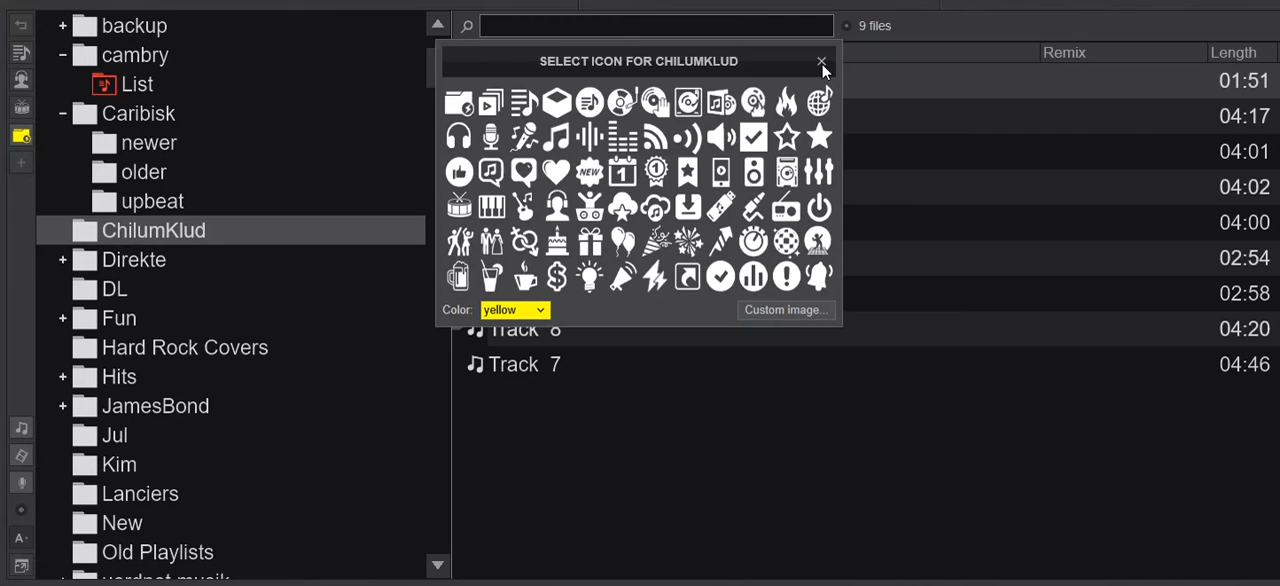 backup
cambry
List
Caribisk
newer
older
upbeat
ChilumKlud
Direkte
DL
Fun
Hard Rock Covers
Hits
JamesBond
Jul
Kim
Lanciers
New
Old Playlists
9 files
Remix Length
SELECT ICON FOR CHILUMKLUD
NEW
1
1
Color: yellow Custom image...
01:51
04:17
04:01
04:02
04:00
02:54
02:58
Track 8 04:20
Track 7 04:46